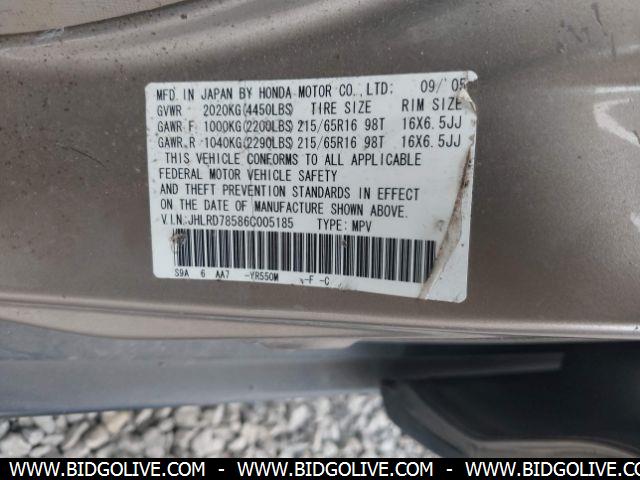 MFD. IN JAPAN BY HONDA MOTOR CO.,LTD: 09/'05
GVWR 2020KG(4450LBS) TIRE SIZE RIM SIZE
GAWR F 1000KG(2200LBS) 215/65R16 98T 16X6.5JJ
GAWR R 1040KG(2290LBS) 215/65R16 98T 16X6.5JJ
THIS VEHICLE CONFORMS TO ALL APPLICABLE
FEDERAL MOTOR VEHICLE SAFETY
AND THEFT PREVENTION STANDARDS IN EFFECT
ON THE DATE OF MANUFACTURE SHOWN ABOVE.
V.I.N:JHLRD78586C005185 TYPE: MPV
S9A 6 AA7 -YR550M -F -C
WWW.BIDGOLIVE.COM - WWW.BIDGOLIVE.COM - WWW.BIDGOLIVE.COM